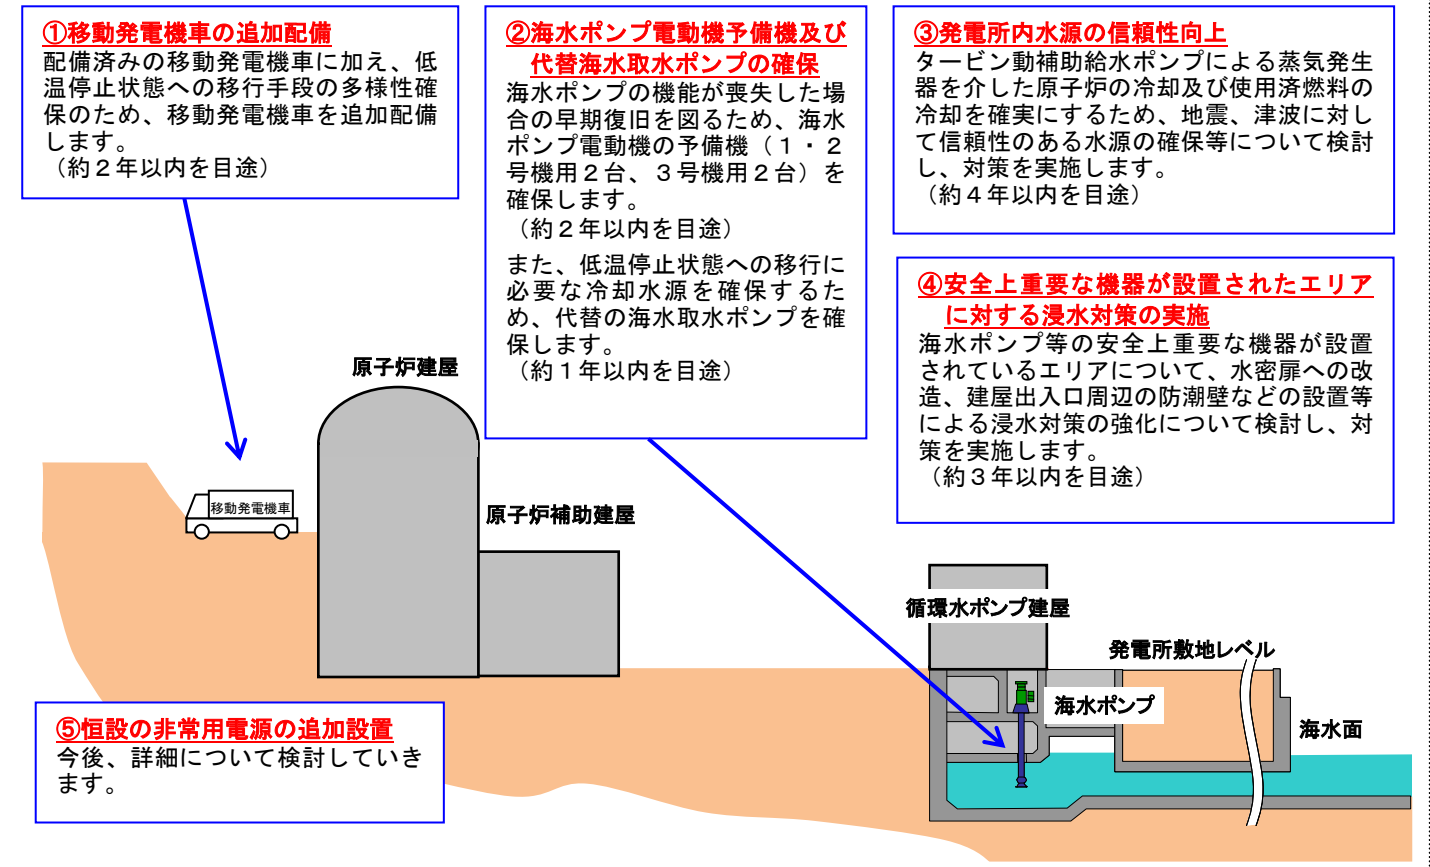 ①移動発電機車の追加配備
配備済みの移動発電機車に加え、低
温停止状態への移行手段の多様性確
保のため、移動発電機車を追加配備
します。
（約２年以内を目途）
②海水ポンプ電動機予備機及び
代替海水取水ポンプの確保
海水ポンプの機能が喪失した場
合の早期復旧を図るため、海水
ポンプ電動機の予備機（１・２
号機用２台、３号機用２台）を
確保します。
（約２年以内を目途）
また、低温停止状態への移行に
必要な冷却水源を確保するた
め、代替の海水取水ポンプを確
保します。
（約１年以内を目途）
③発電所内水源の信頼性向上
タービン動補助給水ポンプによる蒸気発生
器を介した原子炉の冷却及び使用済燃料の
冷却を確実にするため、地震、津波に対し
て信頼性のある水源の確保等について検討
し、対策を実施します。
（約４年以内を目途）
④安全上重要な機器が設置されたエリア
に対する浸水対策の実施
海水ポンプ等の安全上重要な機器が設置
されているエリアについて、水密扉への改
造、建屋出入口周辺の防潮壁などの設置等
による浸水対策の強化について検討し、対
策を実施します。
（約３年以内を目途）
原子炉建屋
移動発電機車
原子炉補助建屋
循環水ポンプ建屋
発電所敷地レベル
海水ポンプ
海水面
⑤恒設の非常用電源の追加設置
今後、詳細について検討していき
ます。